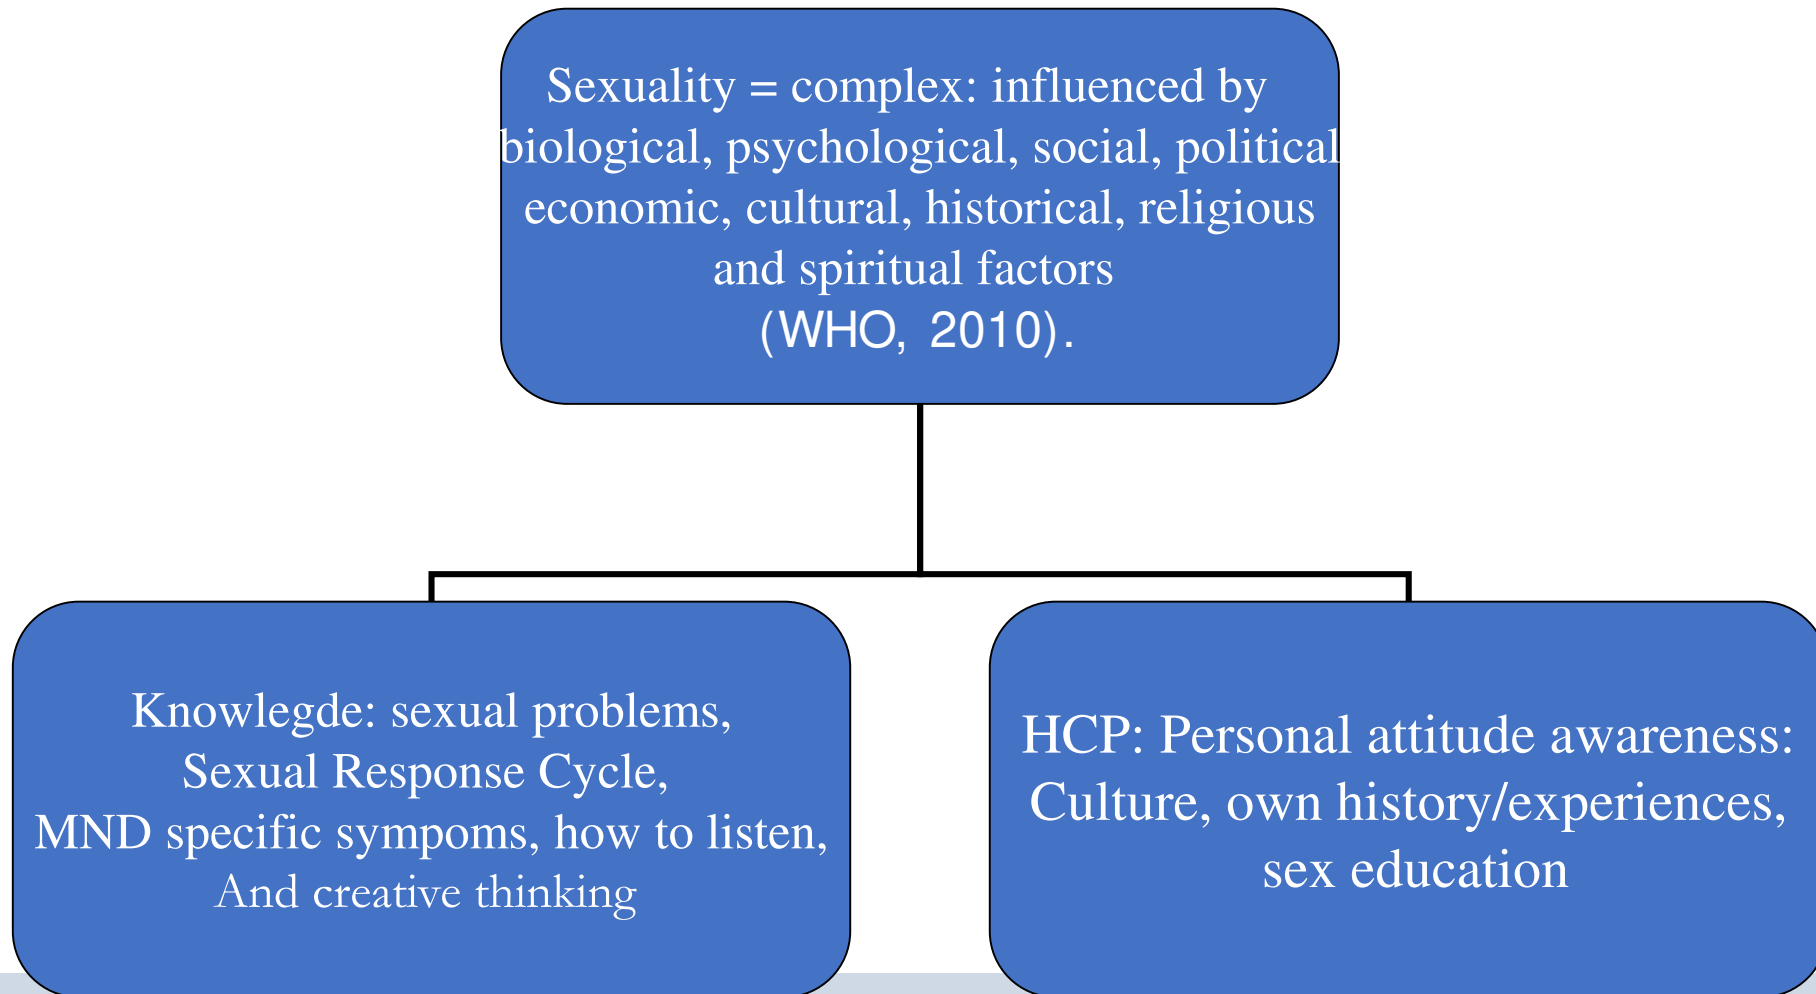 Sexuality = complex: influenced by
biological, psychological, social, political
economic, cultural, historical, religious
and spiritual factors
(WHO, 2010).
Knowlegde: sexual problems,
Sexual Response Cycle,
MND specific sympoms, how to listen,
And creative thinking
HCP: Personal attitude awareness:
Culture, own history/experiences,
sex education